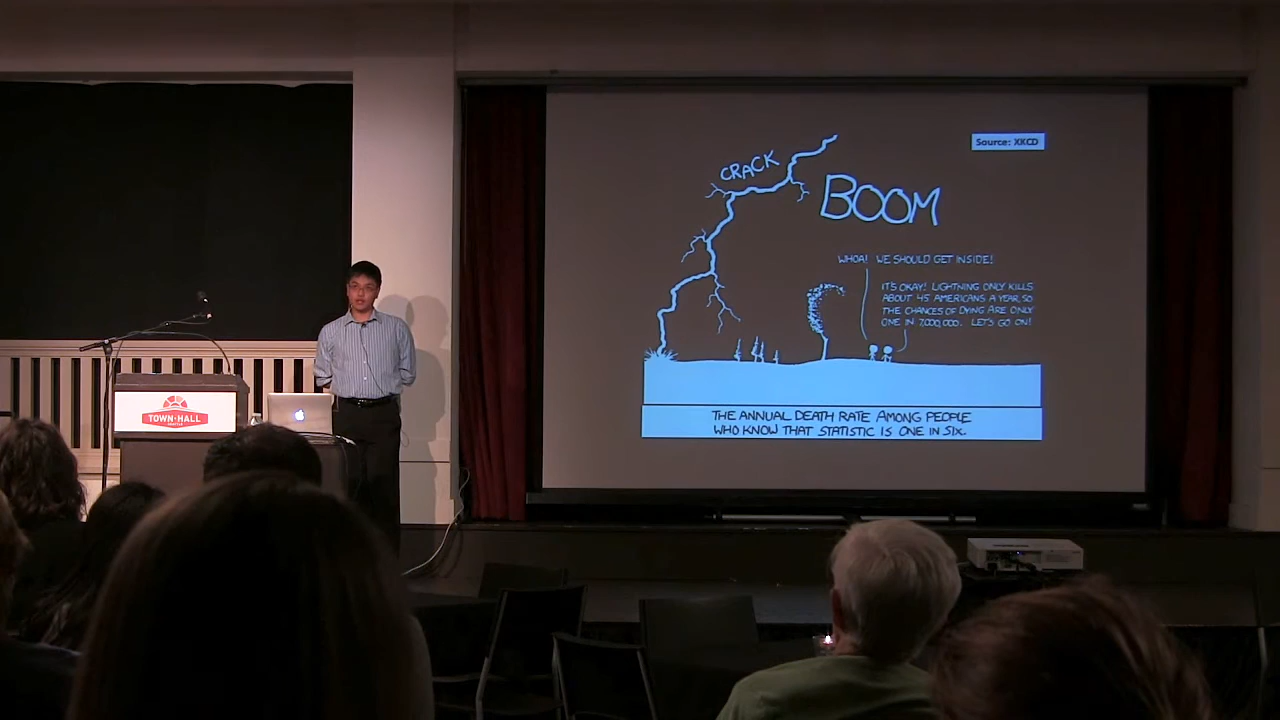 Source: XKCD
CRACK
BOOM
WHOA! WE SHOULD GET INSIDE!
IT'S OKAY! LIGHTNING ONLY KILLS
ABOUT 45 AMERICANS A YEAR, SO
THE CHANCES OF DYING ARE ONLY
ONE IN 7,000,000. LET'S GO ON!
THE ANNUAL DEATH RATE AMONG PEOPLE
WHO KNOW THAT STATISTIC IS ONE IN SIX.
TOWN HALL